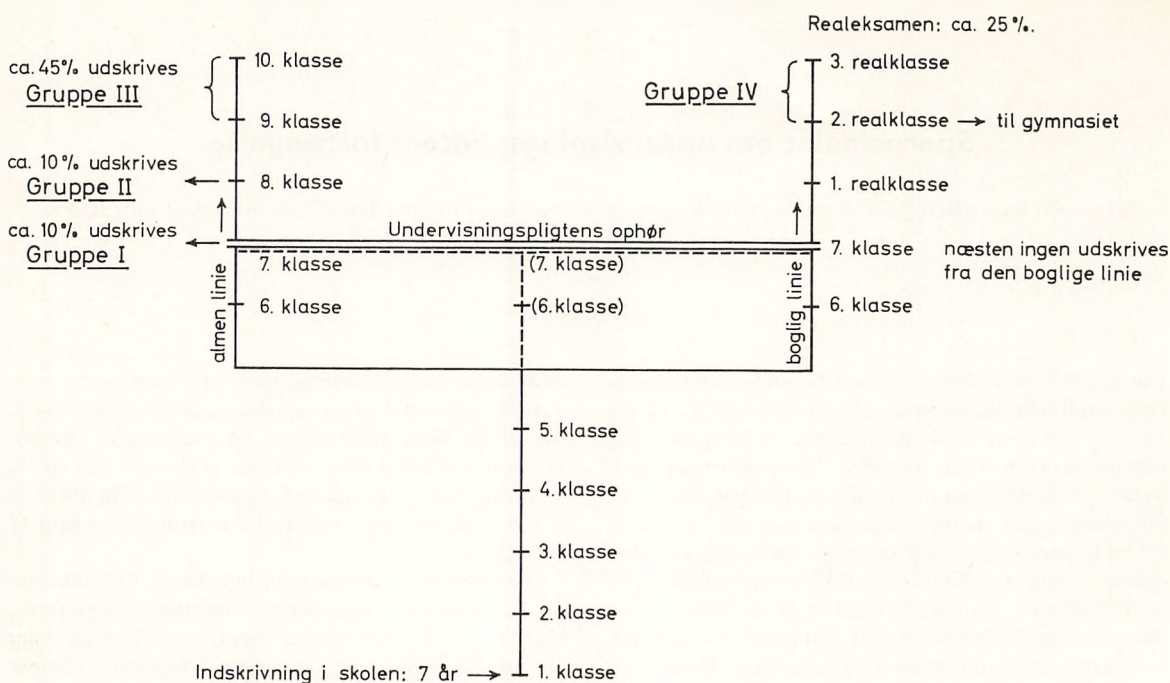 Realeksamen: ca. 25%.
ca. 45% udskrives
Gruppe III
10. klasse
9. klasse
Gruppe IV
3. realklasse
2. realklasse → til gymnasiet
ca. 10% udskrives
Gruppe II
8. klasse
1. realklasse
ca. 10% udskrives
Gruppe I
Undervisningspligtens ophør
almen linie
7. klasse
6. klasse
(7. klasse)
(6. klasse)
boglig linie
7. klasse
næsten ingen udskrives
fra den boglige linie
6. klasse
5. klasse
4. klasse
3. klasse
2. klasse
Indskrivning i skolen: 7 år → 1. klasse